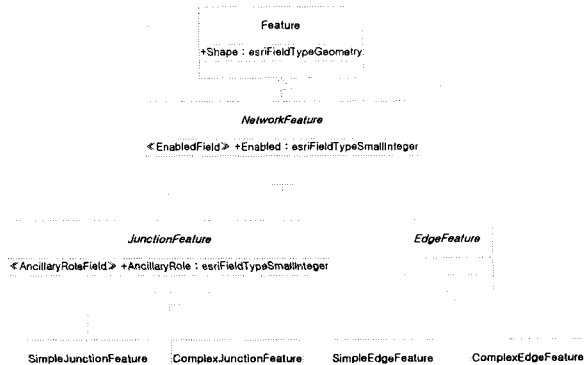 Feature
+Shape : esriFieldTypeGeometry
NetworkFeature
≪EnabledField≫ +Enabled : esriFieldTypeSmallInteger
JunctionFeature
EdgeFeature
≪AncillaryRoleField≫ +AncillaryRole : esriFieldTypeSmallInteger
SimpleJunctionFeature
ComplexJunctionFeature
SimpleEdgeFeature
ComplexEdgeFeature